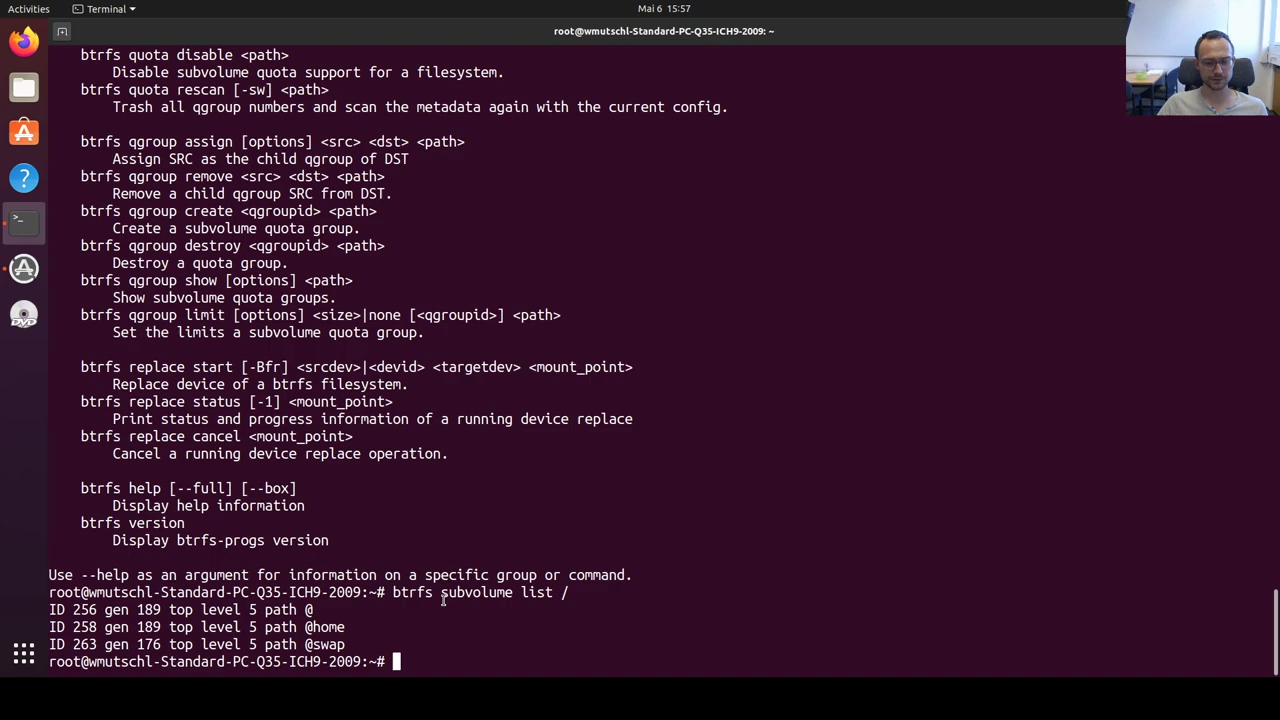 Activities
Terminal
Mai 6 15:57
root@wmutschl-Standard-PC-Q35-ICH9-2009: ~
btrfs quota disable <path>
Disable subvolume quota support for a filesystem.
btrfs quota rescan [-sw] <path>
Trash all qgroup numbers and scan the metadata again with the current config.
btrfs qgroup assign [options] <src> <dst> <path>
Assign SRC as the child qgroup of DST
btrfs qgroup remove <src> <dst> <path>
Remove a child qgroup SRC from DST.
btrfs qgroup create <qgroupid> <path>
Create a subvolume quota group.
btrfs qgroup destroy <qgroupid> <path>
Destroy a quota group.
btrfs qgroup show [options] <path>
Show subvolume quota groups.
btrfs qgroup limit [options] <size>|none [<qgroupid>] <path>
Set the limits a subvolume quota group.
btrfs replace start [-Bfr] <srcdev>|<devid> <targetdev> <mount_point>
Replace device of a btrfs filesystem.
btrfs replace status [-1] <mount_point>
Print status and progress information of a running device replace
btrfs replace cancel <mount_point>
Cancel a running device replace operation.
btrfs help [--full] [--box]
Display help information
btrfs version
Display btrfs-progs version
Use --help as an argument for information on a specific group or command.
root@wmutschl-Standard-PC-Q35-ICH9-2009:~# btrfs subvolume list /
ID 256 gen 189 top level 5 path @
ID 258 gen 189 top level 5 path @home
ID 263 gen 176 top level 5 path @swap
root@wmutschl-Standard-PC-Q35-ICH9-2009:~#